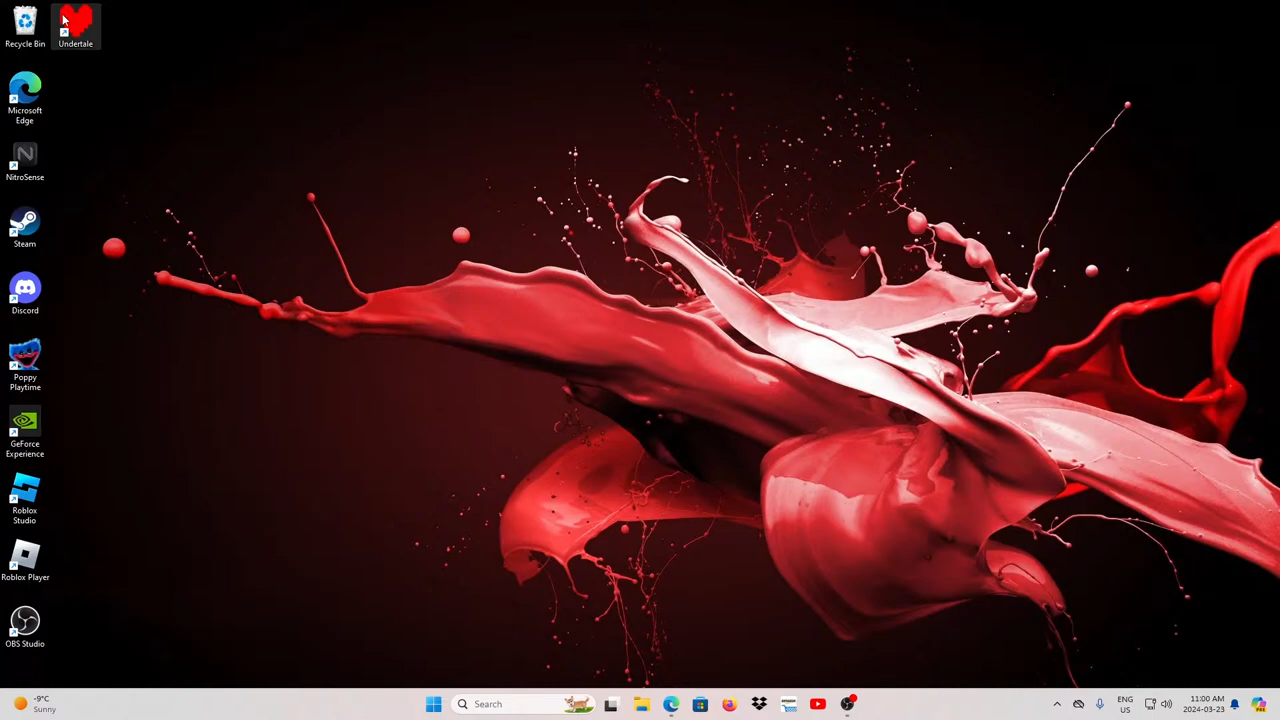 Recycle Bin
Undertale
Microsoft
Edge
NitroSense
Steam
Discord
Poppy
Playtime
GeForce
Experience
Roblox
Studio
Roblox Player
OBS Studio
-9°C
Sunny
Search
ENG
US
11:00 AM
2024-03-23